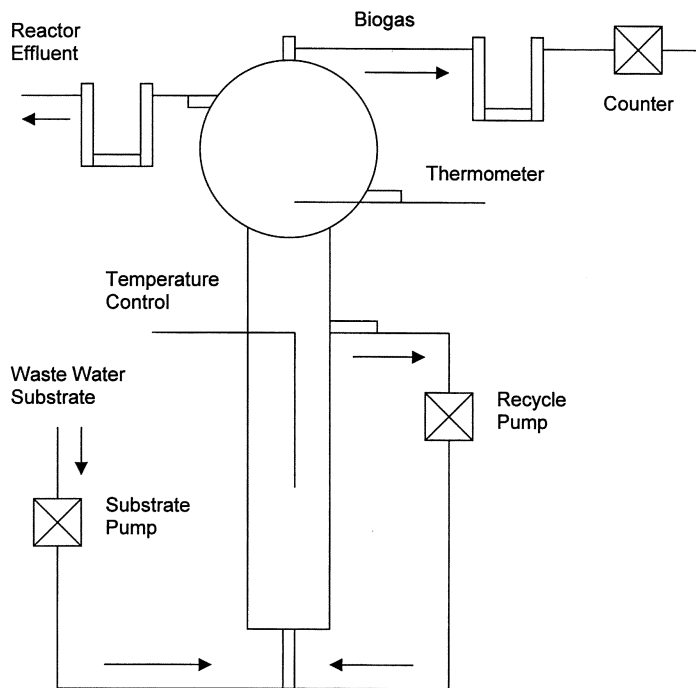 Reactor
Effluent
Biogas
Counter
Thermometer
Temperature
Control
Waste Water
Substrate
Recycle
Pump
Substrate
Pump